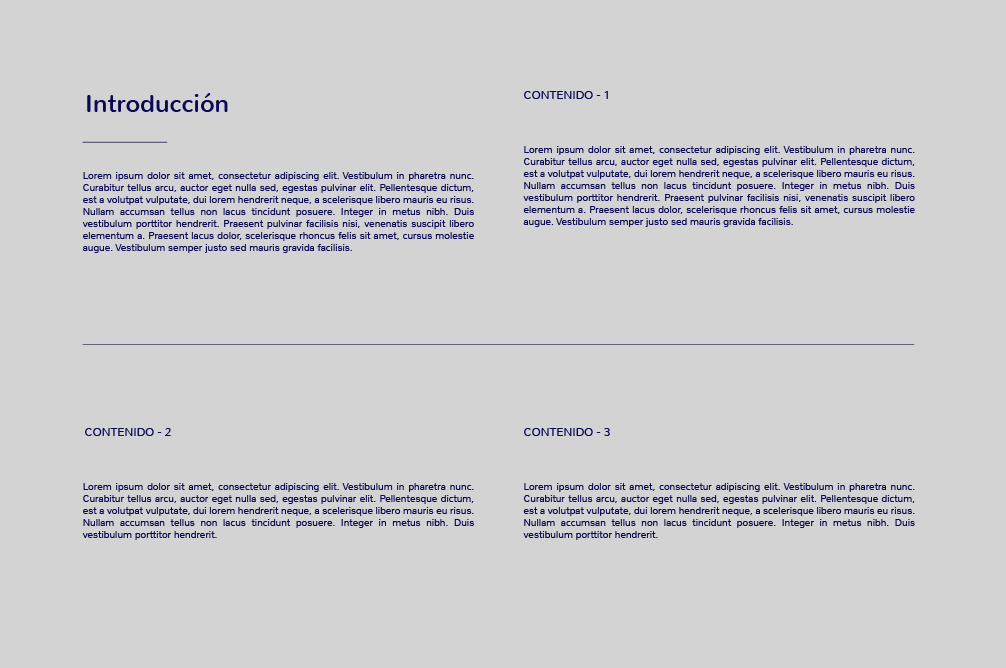 Introducción
Lorem ipsum dolor sit amet, consectetur adipiscing elit. Vestibulum in pharetra nunc.
Curabitur tellus arcu, auctor eget nulla sed, egestas pulvinar elit. Pellentesque dictum,
est a volutpat vulputate, dui lorem hendrerit neque, a scelerisque libero mauris eu risus.
Nullam accumsan tellus non lacus tincidunt posuere. Integer in metus nibh. Duis
vestibulum porttitor hendrerit. Praesent pulvinar facilisis nisi, venenatis suscipit libero
elementum a. Praesent lacus dolor, scelerisque rhoncus felis sit amet, cursus molestie
augue. Vestibulum semper justo sed mauris gravida facilisis.
CONTENIDO - 1
Lorem ipsum dolor sit amet, consectetur adipiscing elit. Vestibulum in pharetra nunc.
Curabitur tellus arcu, auctor eget nulla sed, egestas pulvinar elit. Pellentesque dictum,
est a volutpat vulputate, dui lorem hendrerit neque, a scelerisque libero mauris eu risus.
Nullam accumsan tellus non lacus tincidunt posuere. Integer in metus nibh. Duis
vestibulum porttitor hendrerit. Praesent pulvinar facilisis nisi, venenatis suscipit libero
elementum a. Praesent lacus dolor, scelerisque rhoncus felis sit amet, cursus molestie
augue. Vestibulum semper justo sed mauris gravida facilisis.
CONTENIDO - 2
Lorem ipsum dolor sit amet, consectetur adipiscing elit. Vestibulum in pharetra nunc.
Curabitur tellus arcu, auctor eget nulla sed, egestas pulvinar elit. Pellentesque dictum,
est a volutpat vulputate, dui lorem hendrerit neque, a scelerisque libero mauris eu risus.
Nullam accumsan tellus non lacus tincidunt posuere. Integer in metus nibh. Duis
vestibulum porttitor hendrerit.
CONTENIDO - 3
Lorem ipsum dolor sit amet, consectetur adipiscing elit. Vestibulum in pharetra nunc.
Curabitur tellus arcu, auctor eget nulla sed, egestas pulvinar elit. Pellentesque dictum,
est a volutpat vulputate, dui lorem hendrerit neque, a scelerisque libero mauris eu risus.
Nullam accumsan tellus non lacus tincidunt posuere. Integer in metus nibh. Duis
vestibulum porttitor hendrerit.